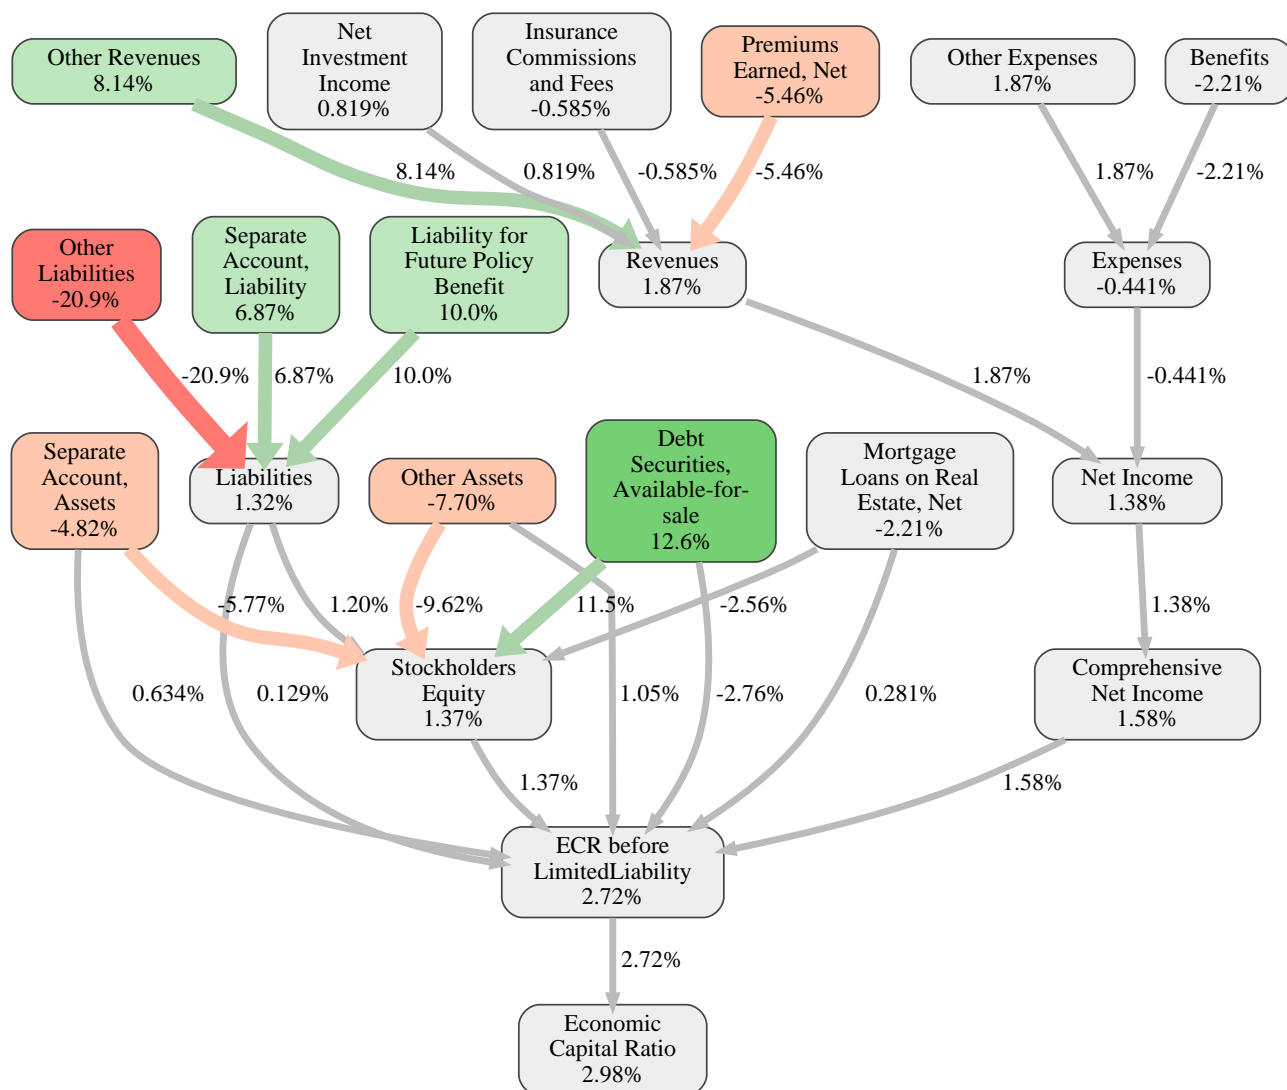 Other Revenues
8.14%
Net
Investment
Income
0.819%
Insurance
Commissions
and Fees
-0.585%
Premiums
Earned, Net
-5.46%
Other Expenses
1.87%
Benefits
-2.21%
8.14%
0.819%
-0.585%
-5.46%
1.87%
-2.21%
Other
Liabilities
-20.9%
Separate
Account,
Liability
6.87%
Liability for
Future Policy
Benefit
10.0%
Revenues
1.87%
Expenses
-0.441%
-20.9%
6.87%
10.0%
1.87%
-0.441%
Separate
Account,
Assets
-4.82%
Liabilities
1.32%
Other Assets
-7.70%
Debt
Securities,
Available-for-
sale
12.6%
Mortgage
Loans on Real
Estate, Net
-2.21%
Net Income
1.38%
-5.77%
1.20%
-9.62%
11.5%
-2.56%
1.38%
Stockholders
Equity
1.37%
Comprehensive
Net Income
1.58%
0.634%
0.129%
1.05%
-2.76%
0.281%
1.37%
1.58%
ECR before
LimitedLiability
2.72%
2.72%
Economic
Capital Ratio
2.98%